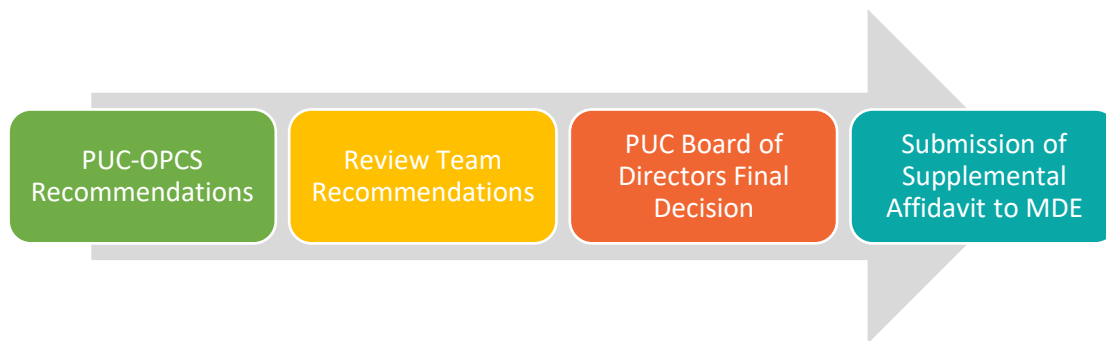 PUC-OPCS
Recommendations
Review Team
Recommendations
PUC Board of
Directors Final
Decision
Submission of
Supplemental
Affidavit to MDE